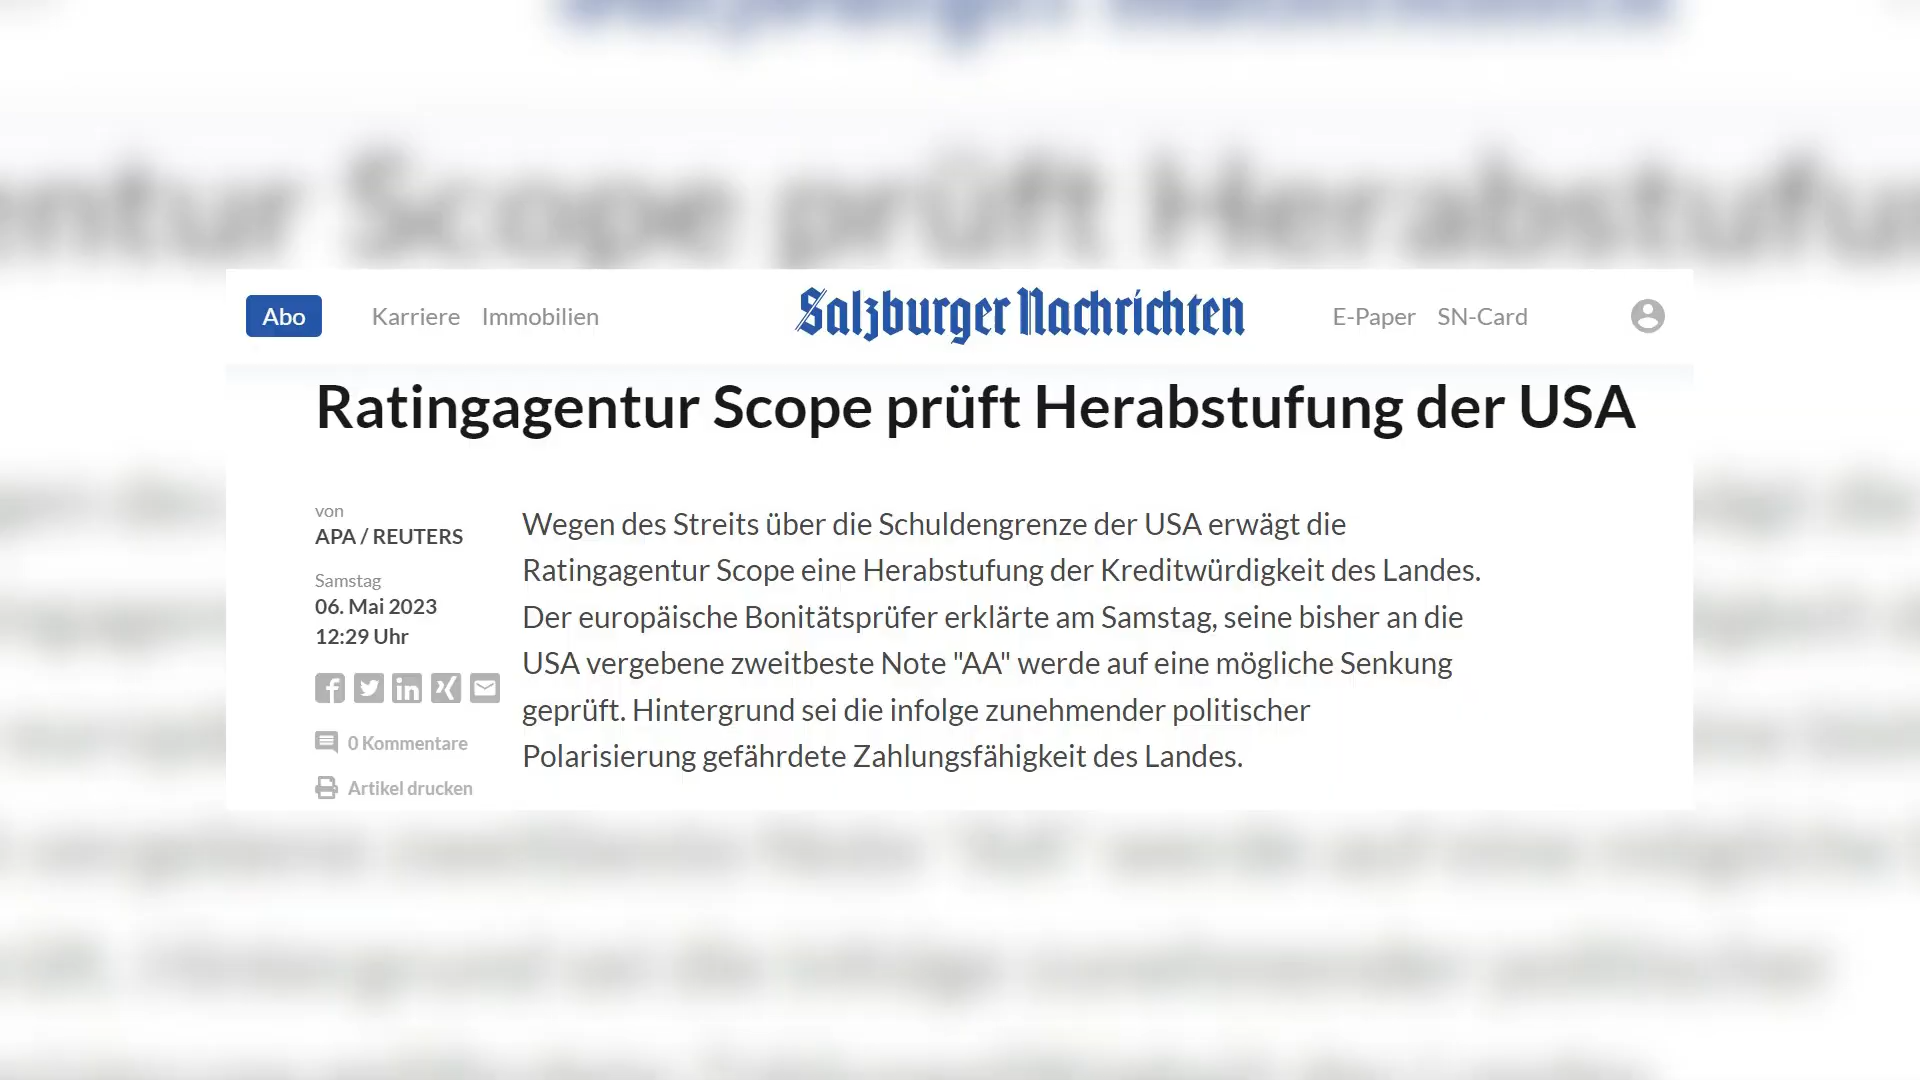 Abo Karriere Immobilien Salzburger Nachrichten E-Paper SN-Card
Ratingagentur Scope prüft Herabstufung der USA
von
APA / REUTERS
Samstag
06. Mai 2023
12:29 Uhr
0 Kommentare
Artikel drucken
Wegen des Streits über die Schuldengrenze der USA erwägt die
Ratingagentur Scope eine Herabstufung der Kreditwürdigkeit des Landes.
Der europäische Bonitätsprüfer erklärte am Samstag, seine bisher an die
USA vergebene zweitbeste Note "AA" werde auf eine mögliche Senkung
geprüft. Hintergrund sei die infolge zunehmender politischer
Polarisierung gefährdete Zahlungsfähigkeit des Landes.